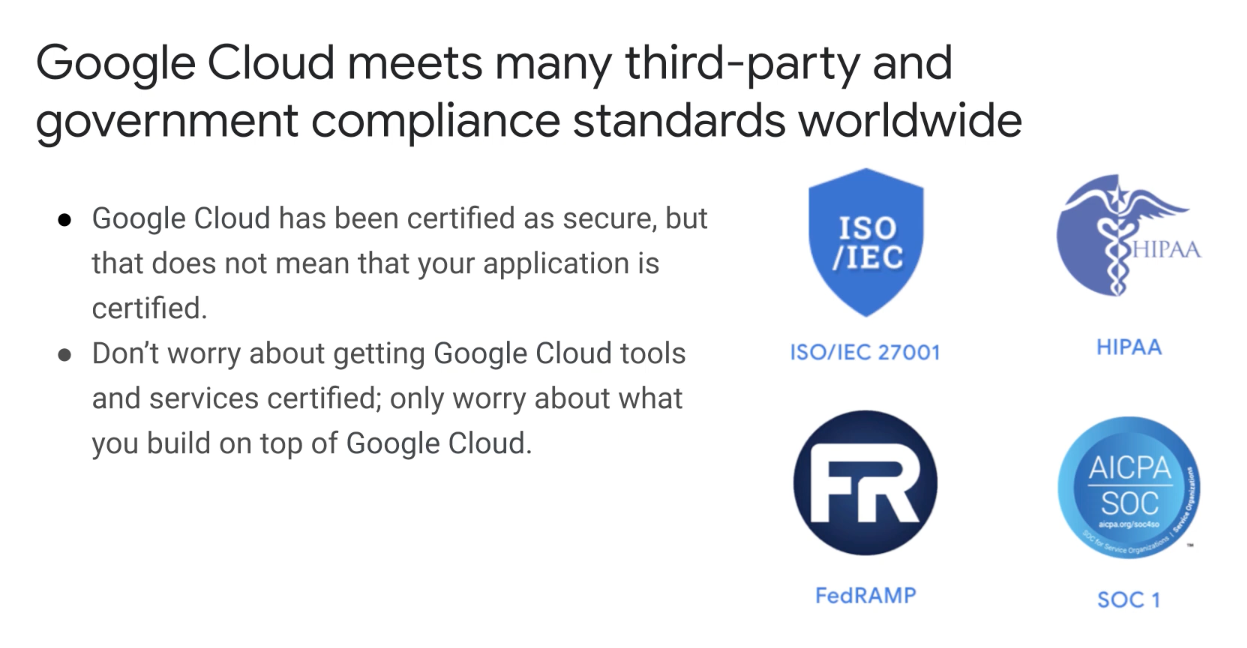 Google Cloud meets many third-party and
government compliance standards worldwide
● Google Cloud has been certified as secure, but
that does not mean that your application is
certified.
● Don’t worry about getting Google Cloud tools
and services certified; only worry about what
you build on top of Google Cloud.
ISO
/IEC
ISO/IEC 27001
HIPAA
HIPAA
FR
FedRAMP
AICPA
SOC
aicpa.org/soc4so
SOC for Service Organizations / Service Organizations
™
SOC 1